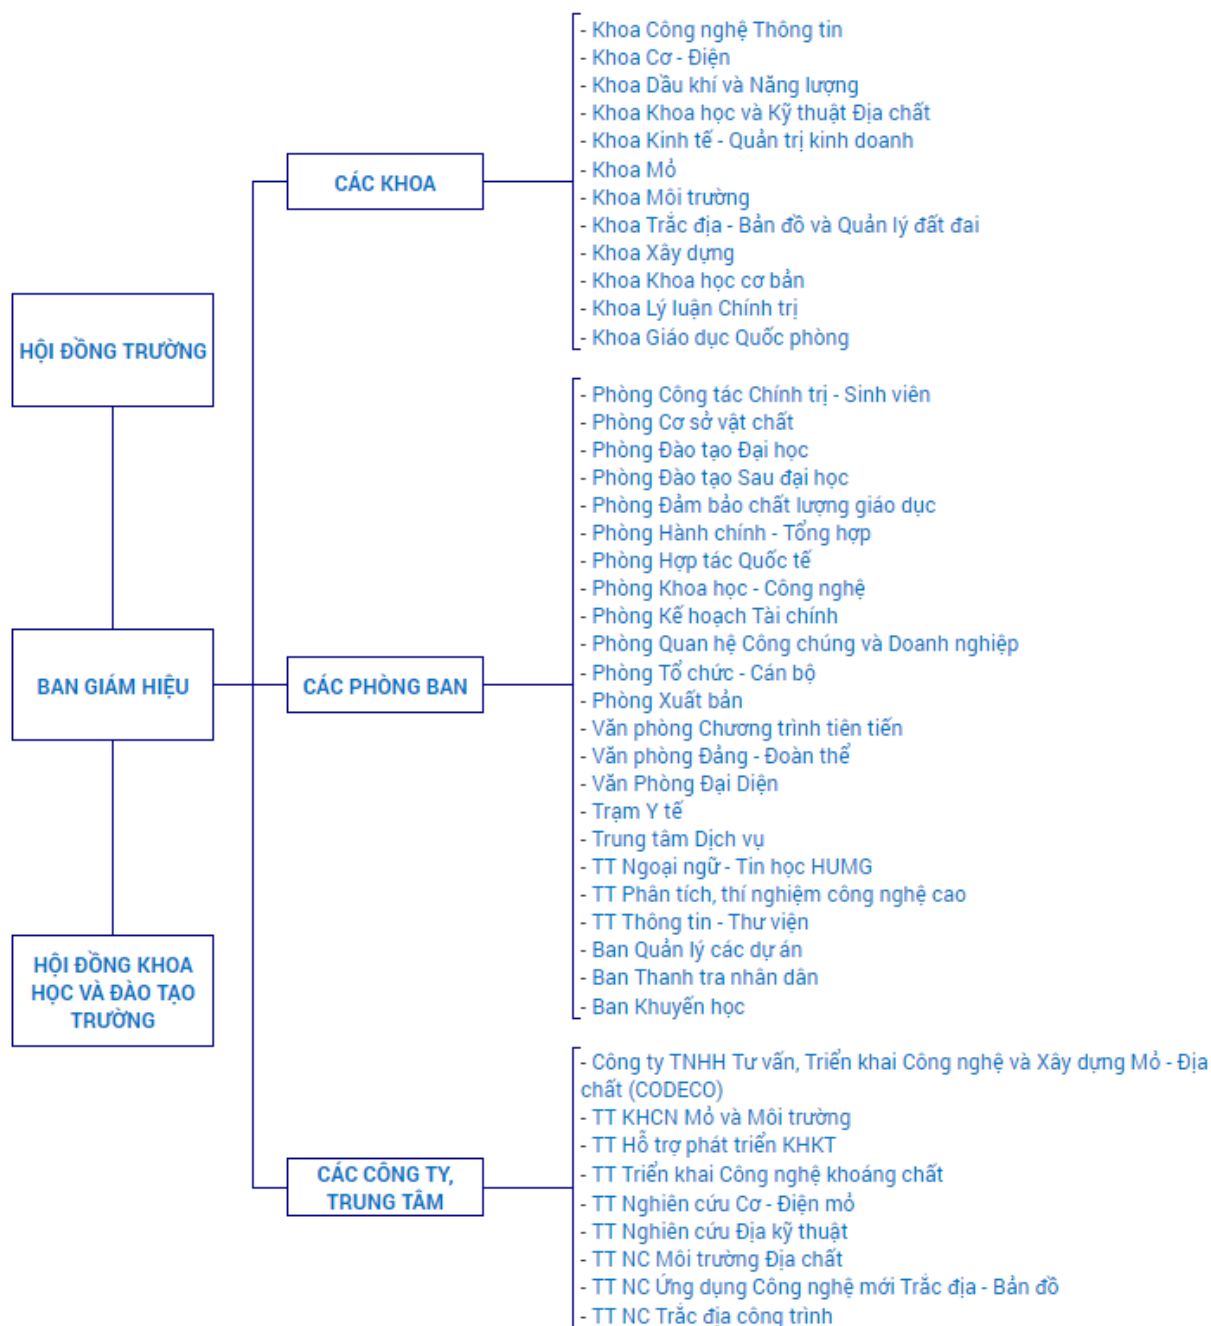 HỘI ĐỒNG TRƯỜNG
BAN GIÁM HIỆU
HỘI ĐỒNG KHOA
HỌC VÀ ĐÀO TẠO
TRƯỜNG
CÁC KHOA
- Khoa Công nghệ Thông tin
- Khoa Cơ - Điện
- Khoa Dầu khí và Năng lượng
- Khoa Khoa học và Kỹ thuật Địa chất
- Khoa Kinh tế - Quản trị kinh doanh
- Khoa Mỏ
- Khoa Môi trường
- Khoa Trắc địa - Bản đồ và Quản lý đất đai
- Khoa Xây dựng
- Khoa Khoa học cơ bản
- Khoa Lý luận Chính trị
- Khoa Giáo dục Quốc phòng
CÁC PHÒNG BAN
- Phòng Công tác Chính trị - Sinh viên
- Phòng Cơ sở vật chất
- Phòng Đào tạo Đại học
- Phòng Đào tạo Sau đại học
- Phòng Đảm bảo chất lượng giáo dục
- Phòng Hành chính - Tổng hợp
- Phòng Hợp tác Quốc tế
- Phòng Khoa học - Công nghệ
- Phòng Kế hoạch Tài chính
- Phòng Quan hệ Công chúng và Doanh nghiệp
- Phòng Tổ chức - Cán bộ
- Phòng Xuất bản
- Văn phòng Chương trình tiên tiến
- Văn phòng Đảng - Đoàn thể
- Văn Phòng Đại Diện
- Trạm Y tế
- Trung tâm Dịch vụ
- TT Ngoại ngữ - Tin học HUMG
- TT Phân tích, thí nghiệm công nghệ cao
- TT Thông tin - Thư viện
- Ban Quản lý các dự án
- Ban Thanh tra nhân dân
- Ban Khuyến học
CÁC CÔNG TY,
TRUNG TÂM
- Công ty TNHH Tư vấn, Triển khai Công nghệ và Xây dựng Mỏ - Địa
chất (CODECO)
- TT KHCN Mỏ và Môi trường
- TT Hỗ trợ phát triển KHKT
- TT Triển khai Công nghệ khoáng chất
- TT Nghiên cứu Cơ - Điện mỏ
- TT Nghiên cứu Địa kỹ thuật
- TT NC Môi trường Địa chất
- TT NC Ứng dụng Công nghệ mới Trắc địa - Bản đồ
- TT NC Trắc địa công trình